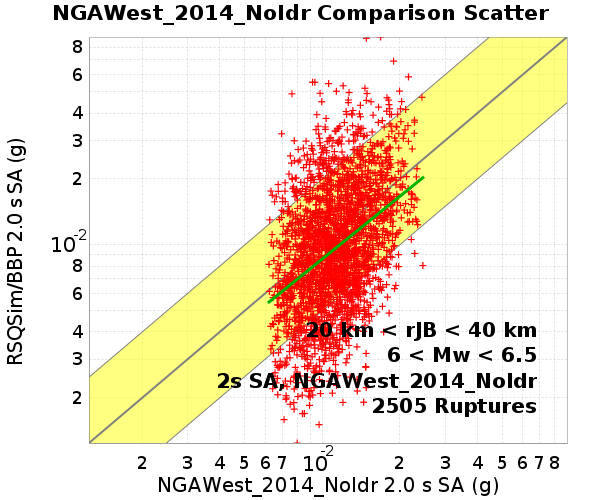 NGAWest_2014_NoIdr Comparison Scatter
8
6
4
3
2
10-2
8
6
4
3
2
RSQSim/BBP 2.0 s SA (g)
20 km < rJB < 40 km
6 < Mw < 6.5
2s SA, NGAWest_2014_NoIdr
2505 Ruptures
2 3 4 5 6 7 10-2 2 3 4 5 6 7 8
NGAWest_2014_NoIdr 2.0 s SA (g)